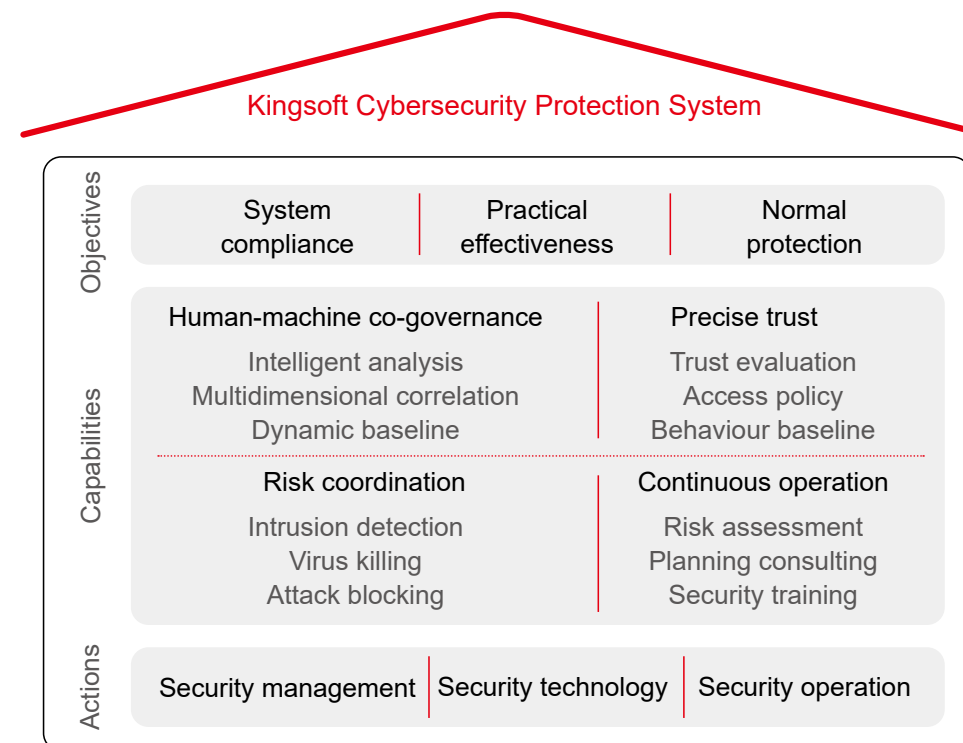 Kingsoft Cybersecurity Protection System
Objectives
System
compliance
Practical
effectiveness
Normal
protection
Capabilities
Human-machine co-governance
Intelligent analysis
Multidimensional correlation
Dynamic baseline
Precise trust
Trust evaluation
Access policy
Behaviour baseline
Risk coordination
Intrusion detection
Virus killing
Attack blocking
Continuous operation
Risk assessment
Planning consulting
Security training
Actions
Security management
Security technology
Security operation